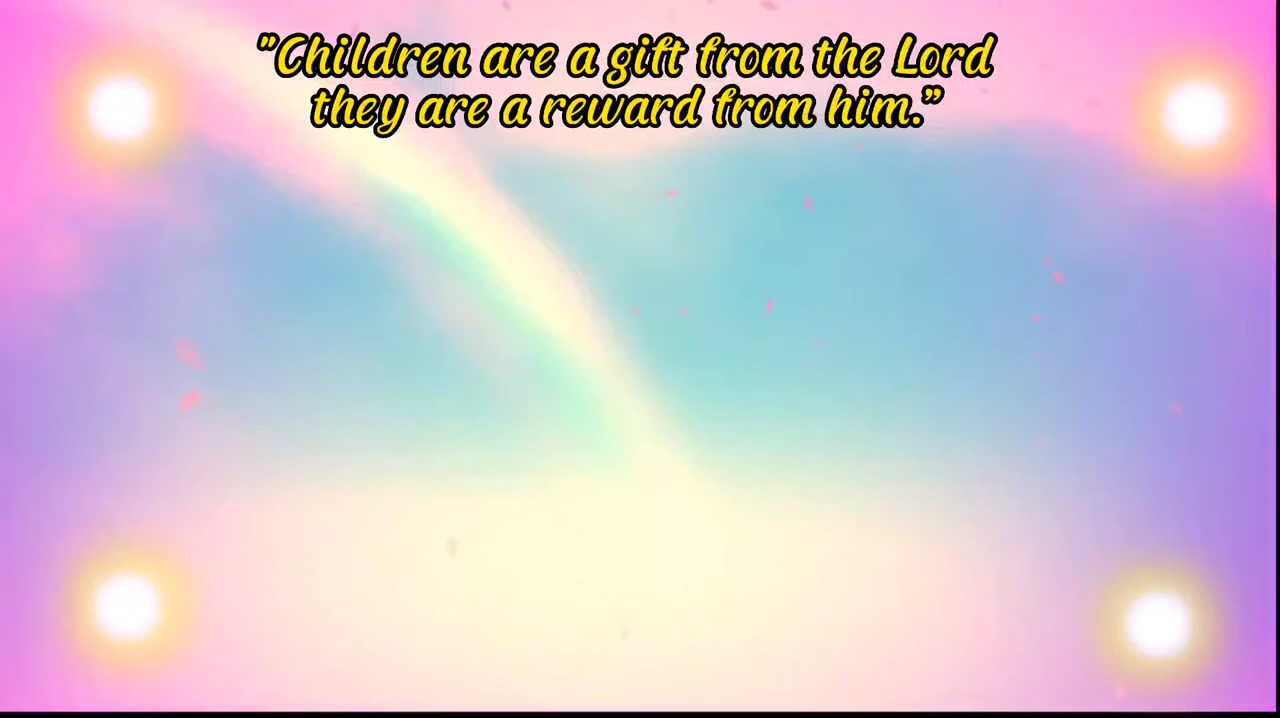 "Children are a gift from the Lord
they are a reward from him.”